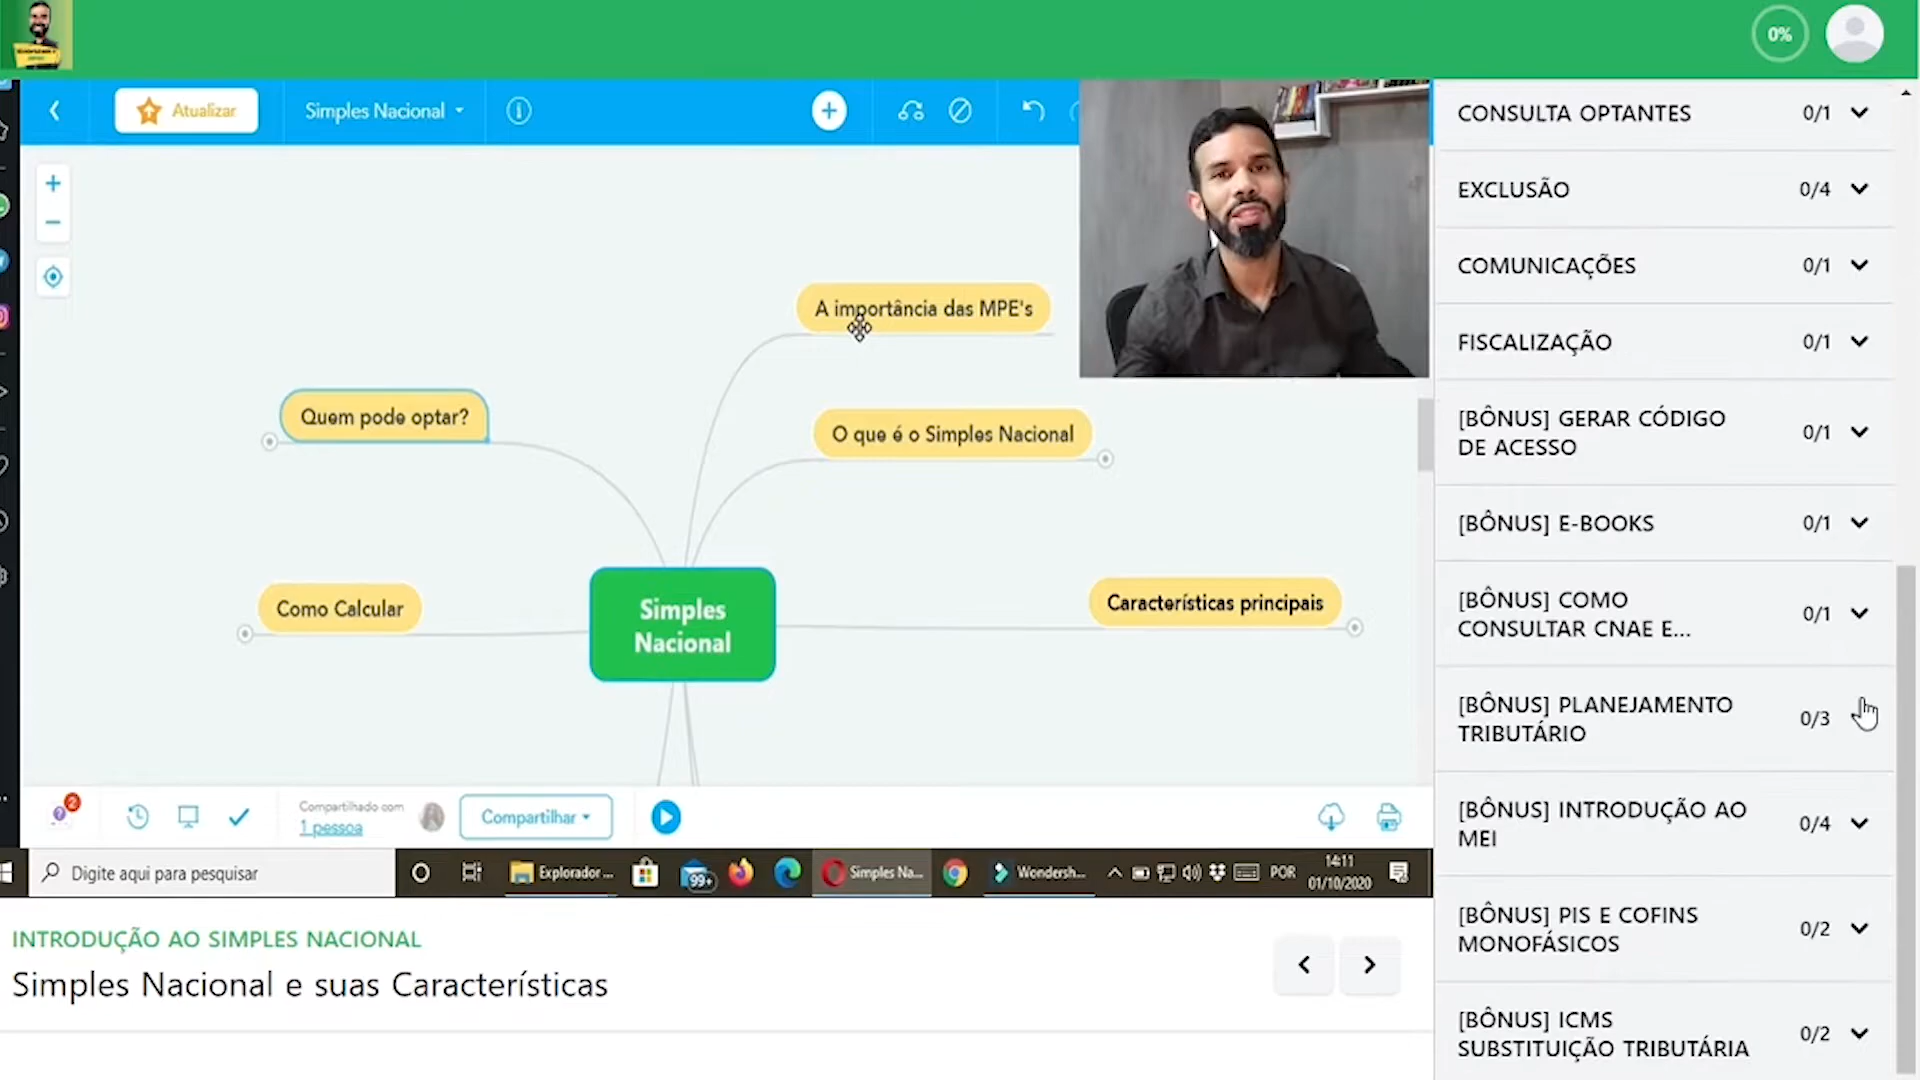 0%
Atualizar
Simples Nacional
A importância das MPE's
Quem pode optar?
O que é o Simples Nacional
Como Calcular
Simples
Nacional
Características principais
2
Compartilhado com
1 pessoa
Compartilhar
Digite aqui para pesquisar
Explorador ...
99+
Simples Na...
Wondersh...
POR
14:11
01/10/2020
INTRODUÇÃO AO SIMPLES NACIONAL
Simples Nacional e suas Características
CONSULTA OPTANTES 0/1
EXCLUSÃO 0/4
COMUNICAÇÕES 0/1
FISCALIZAÇÃO 0/1
[BÔNUS] GERAR CÓDIGO
DE ACESSO 0/1
[BÔNUS] E-BOOKS 0/1
[BÔNUS] COMO
CONSULTAR CNAE E... 0/1
[BÔNUS] PLANEJAMENTO
TRIBUTÁRIO 0/3
[BÔNUS] INTRODUÇÃO AO
MEI 0/4
[BÔNUS] PIS E COFINS
MONOFÁSICOS 0/2
[BÔNUS] ICMS
SUBSTITUIÇÃO TRIBUTÁRIA 0/2